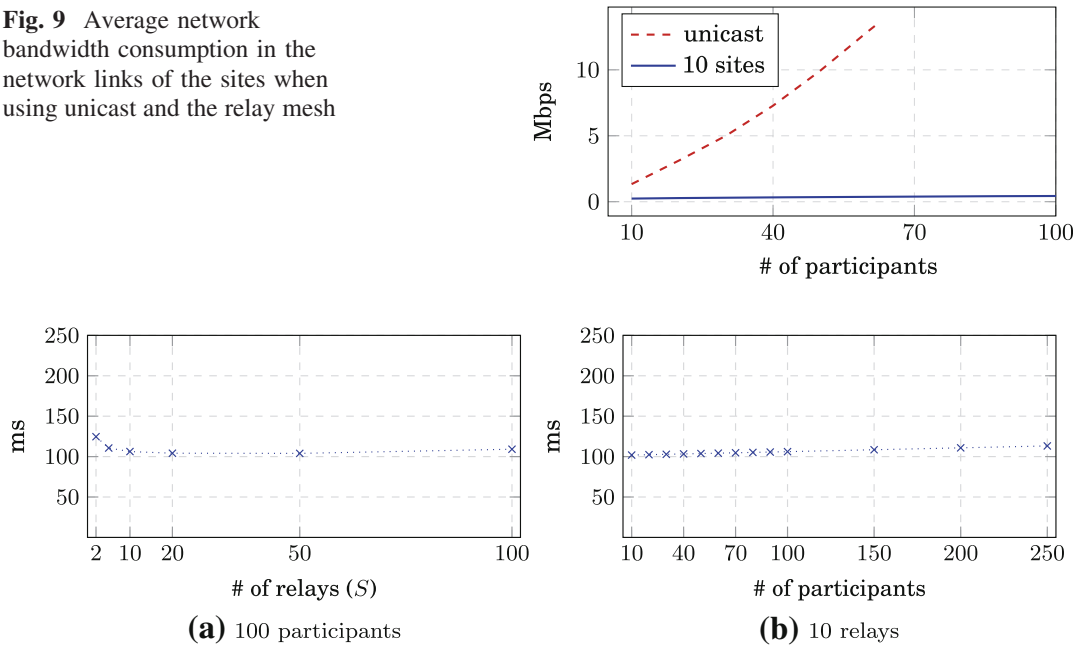 Fig. 9 Average network
bandwidth consumption in the
network links of the sites when
using unicast and the relay mesh
unicast
10 sites
10
5
0
Mbps
10 40 70 100
# of participants
250
200
150
100
50
ms
2 10 20 50 100
# of relays (S)
(a) 100 participants
250
200
150
100
50
ms
10 40 70 100 150 200 250
# of participants
(b) 10 relays